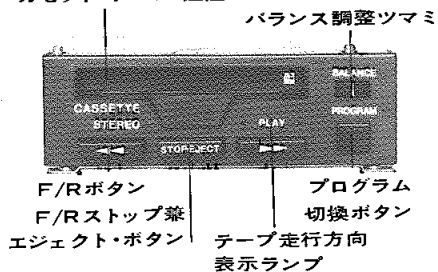 バランス調整ツマミ
BALANCE
CASSETTE
STEREO
PLAY
PROGRAM
STOP·EJECT
F/Rボタン
F/Rストップ兼
エジェクト・ボタン
テープ走行方向
表示ランプ
プログラム
切換ボタン